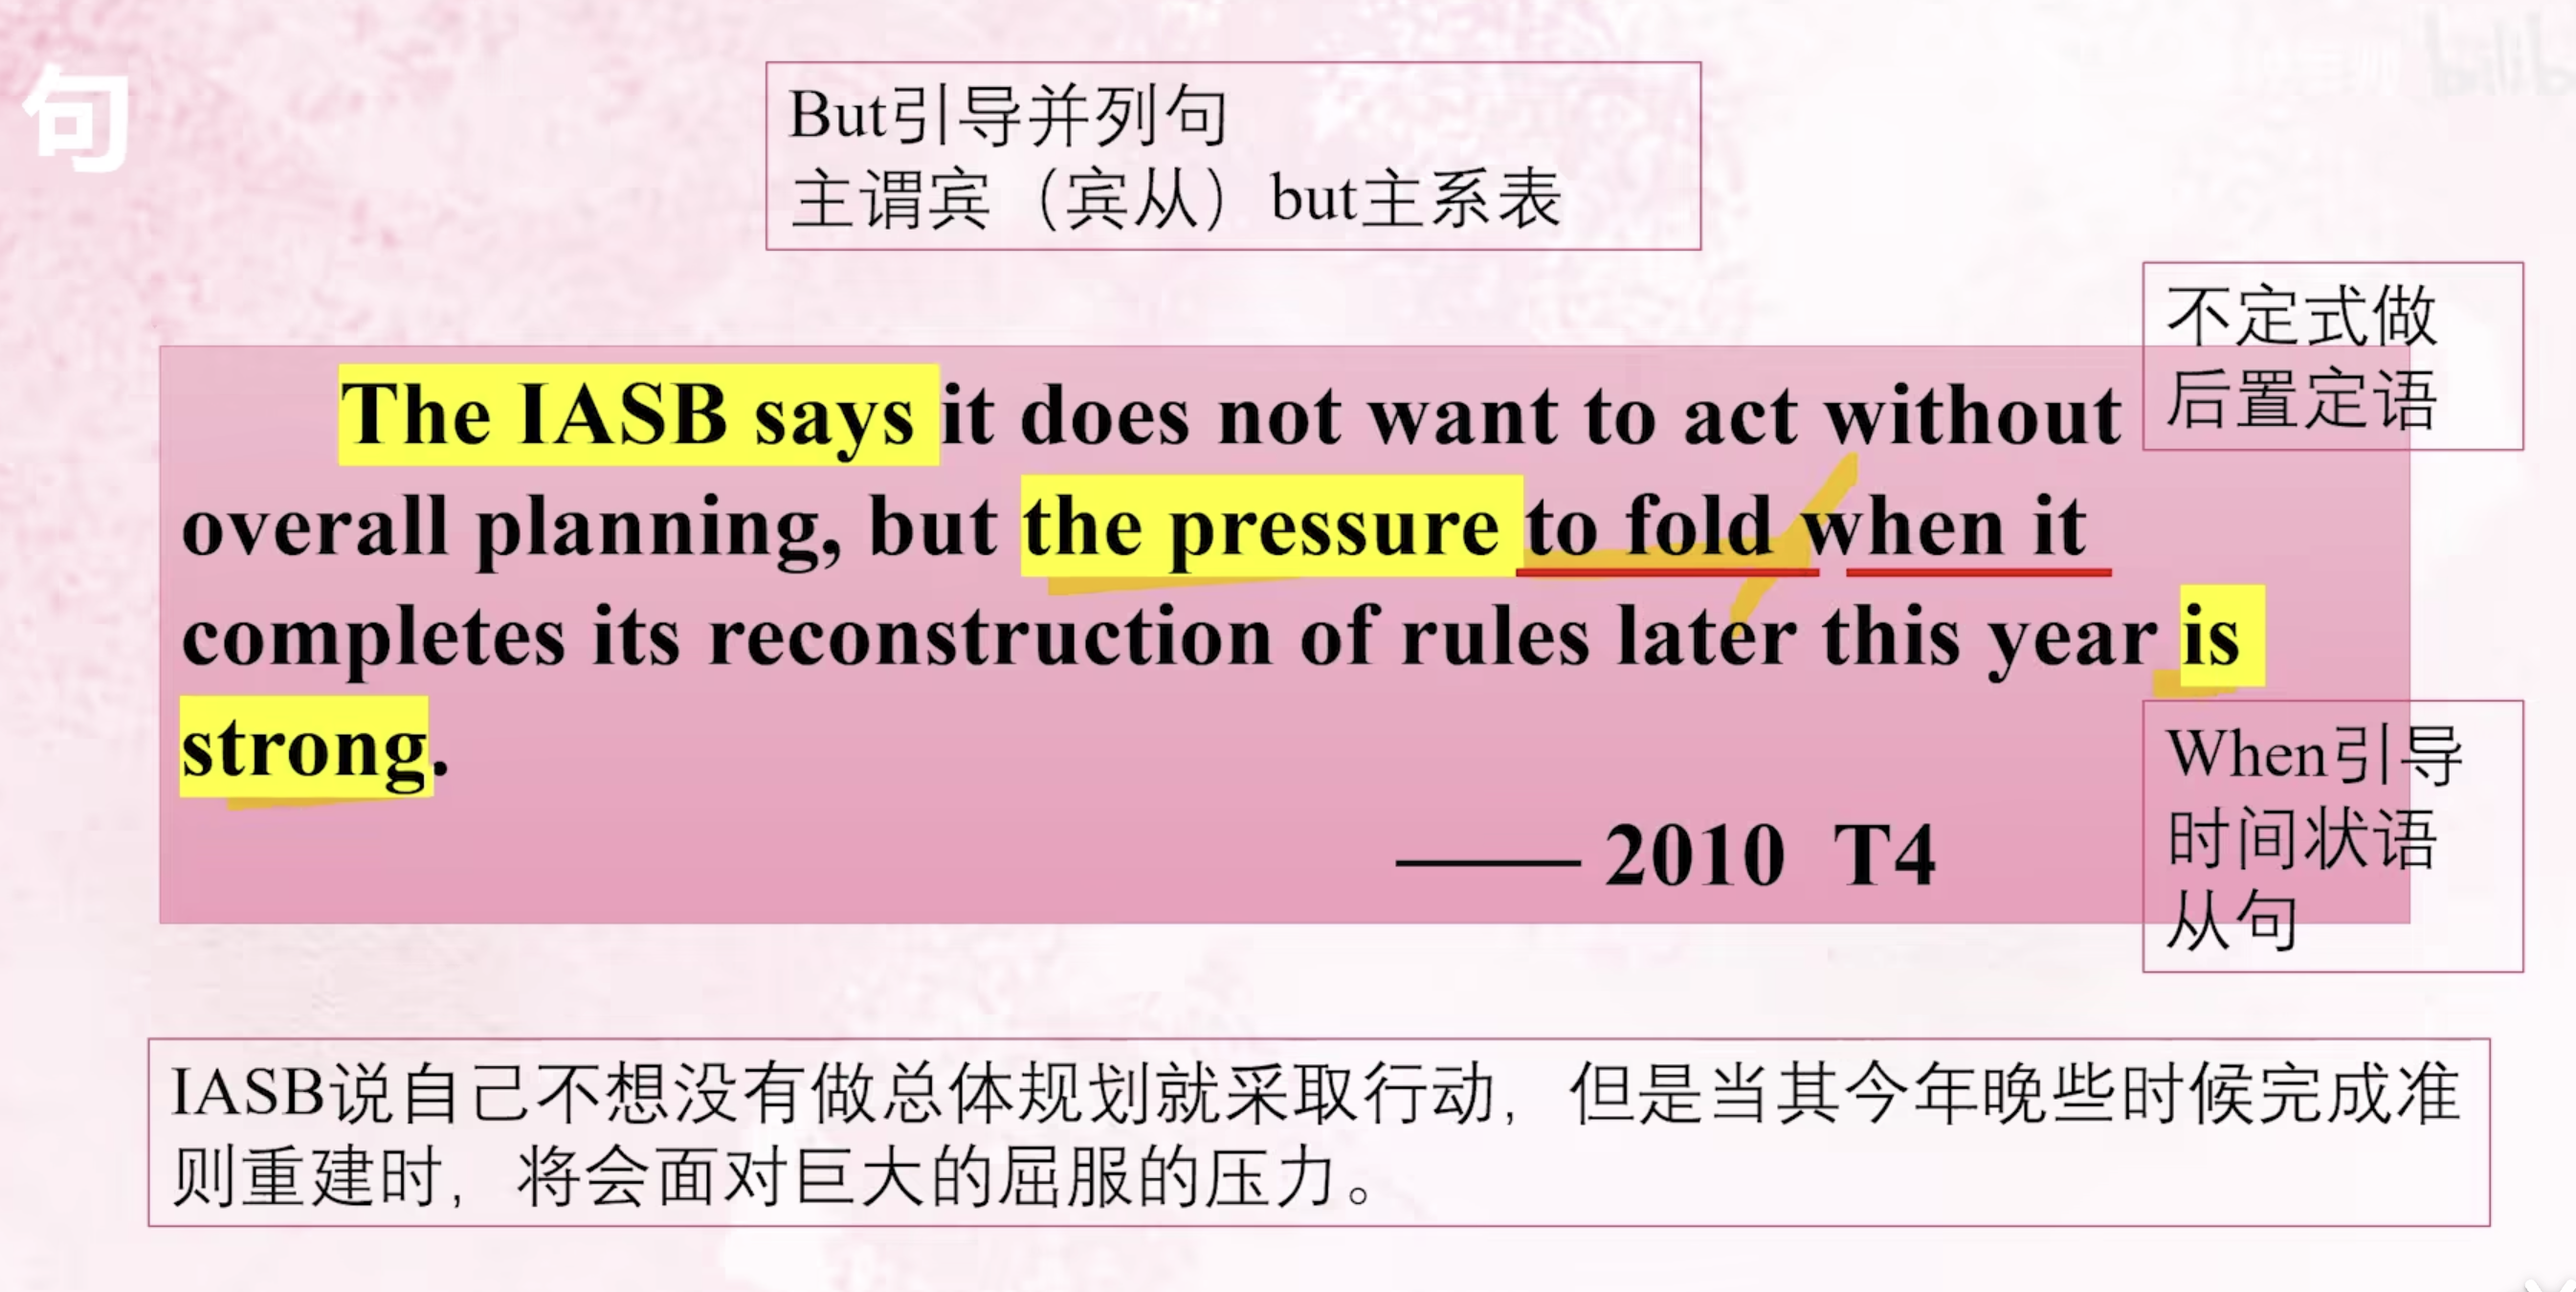 句
But引导并列句
主谓宾（宾从）but主系表
不定式做
后置定语
The IASB says it does not want to act without
overall planning, but the pressure to fold when it
completes its reconstruction of rules later this year is
strong.
—— 2010 T4
When引导
时间状语
从句
IASB说自己不想没有做总体规划就采取行动，但是当其今年晚些时候完成准
则重建时，将会面对巨大的屈服的压力。